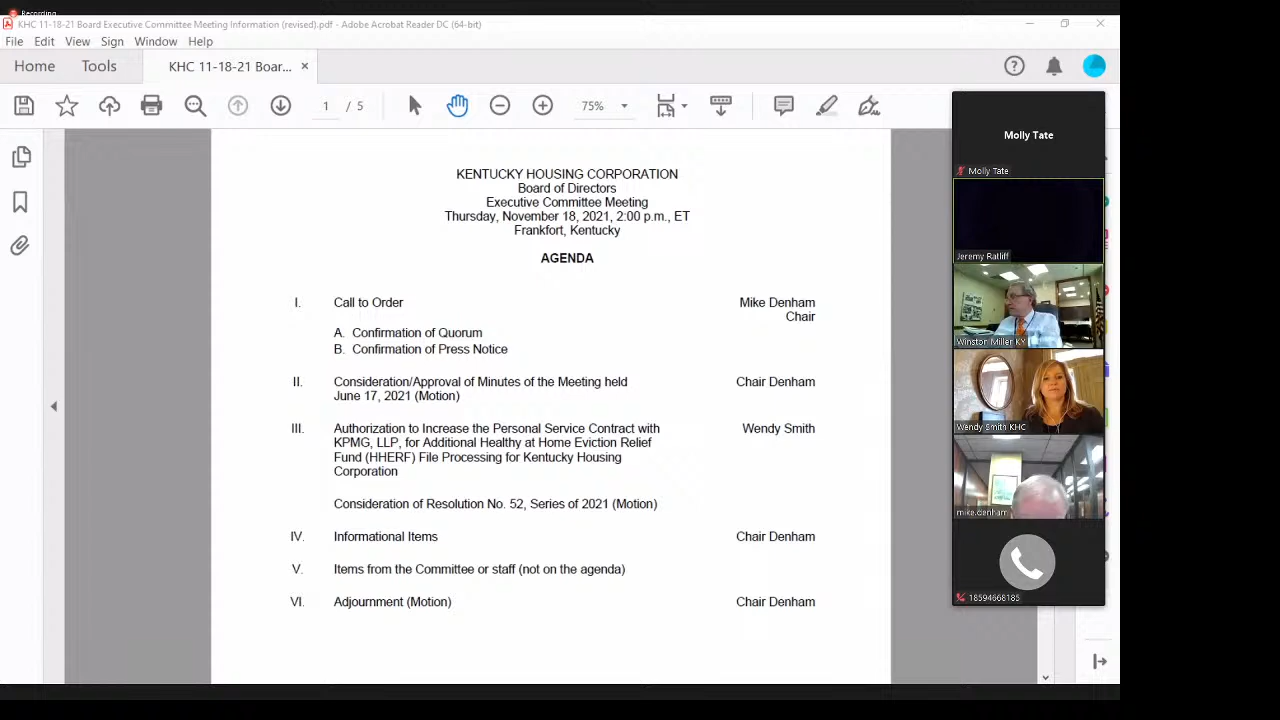 Recording
KHC 11-18-21 Board Executive Committee Meeting Information (revised).pdf - Adobe Acrobat Reader DC (64-bit)
File Edit View Sign Window Help
Home Tools KHC 11-18-21 Boar... ×
1 / 5 75%
KENTUCKY HOUSING CORPORATION
Board of Directors
Executive Committee Meeting
Thursday, November 18, 2021, 2:00 p.m., ET
Frankfort, Kentucky
AGENDA
I. Call to Order Mike Denham
Chair
A. Confirmation of Quorum
B. Confirmation of Press Notice
II. Consideration/Approval of Minutes of the Meeting held Chair Denham
June 17, 2021 (Motion)
III. Authorization to Increase the Personal Service Contract with Wendy Smith
KPMG, LLP, for Additional Healthy at Home Eviction Relief
Fund (HHERF) File Processing for Kentucky Housing
Corporation
Consideration of Resolution No. 52, Series of 2021 (Motion)
IV. Informational Items Chair Denham
V. Items from the Committee or staff (not on the agenda)
VI. Adjournment (Motion) Chair Denham
Molly Tate
Molly Tate
Jeremy Ratliff
Winston Miller KY
Wendy Smith KHC
mike.denham
18594668185